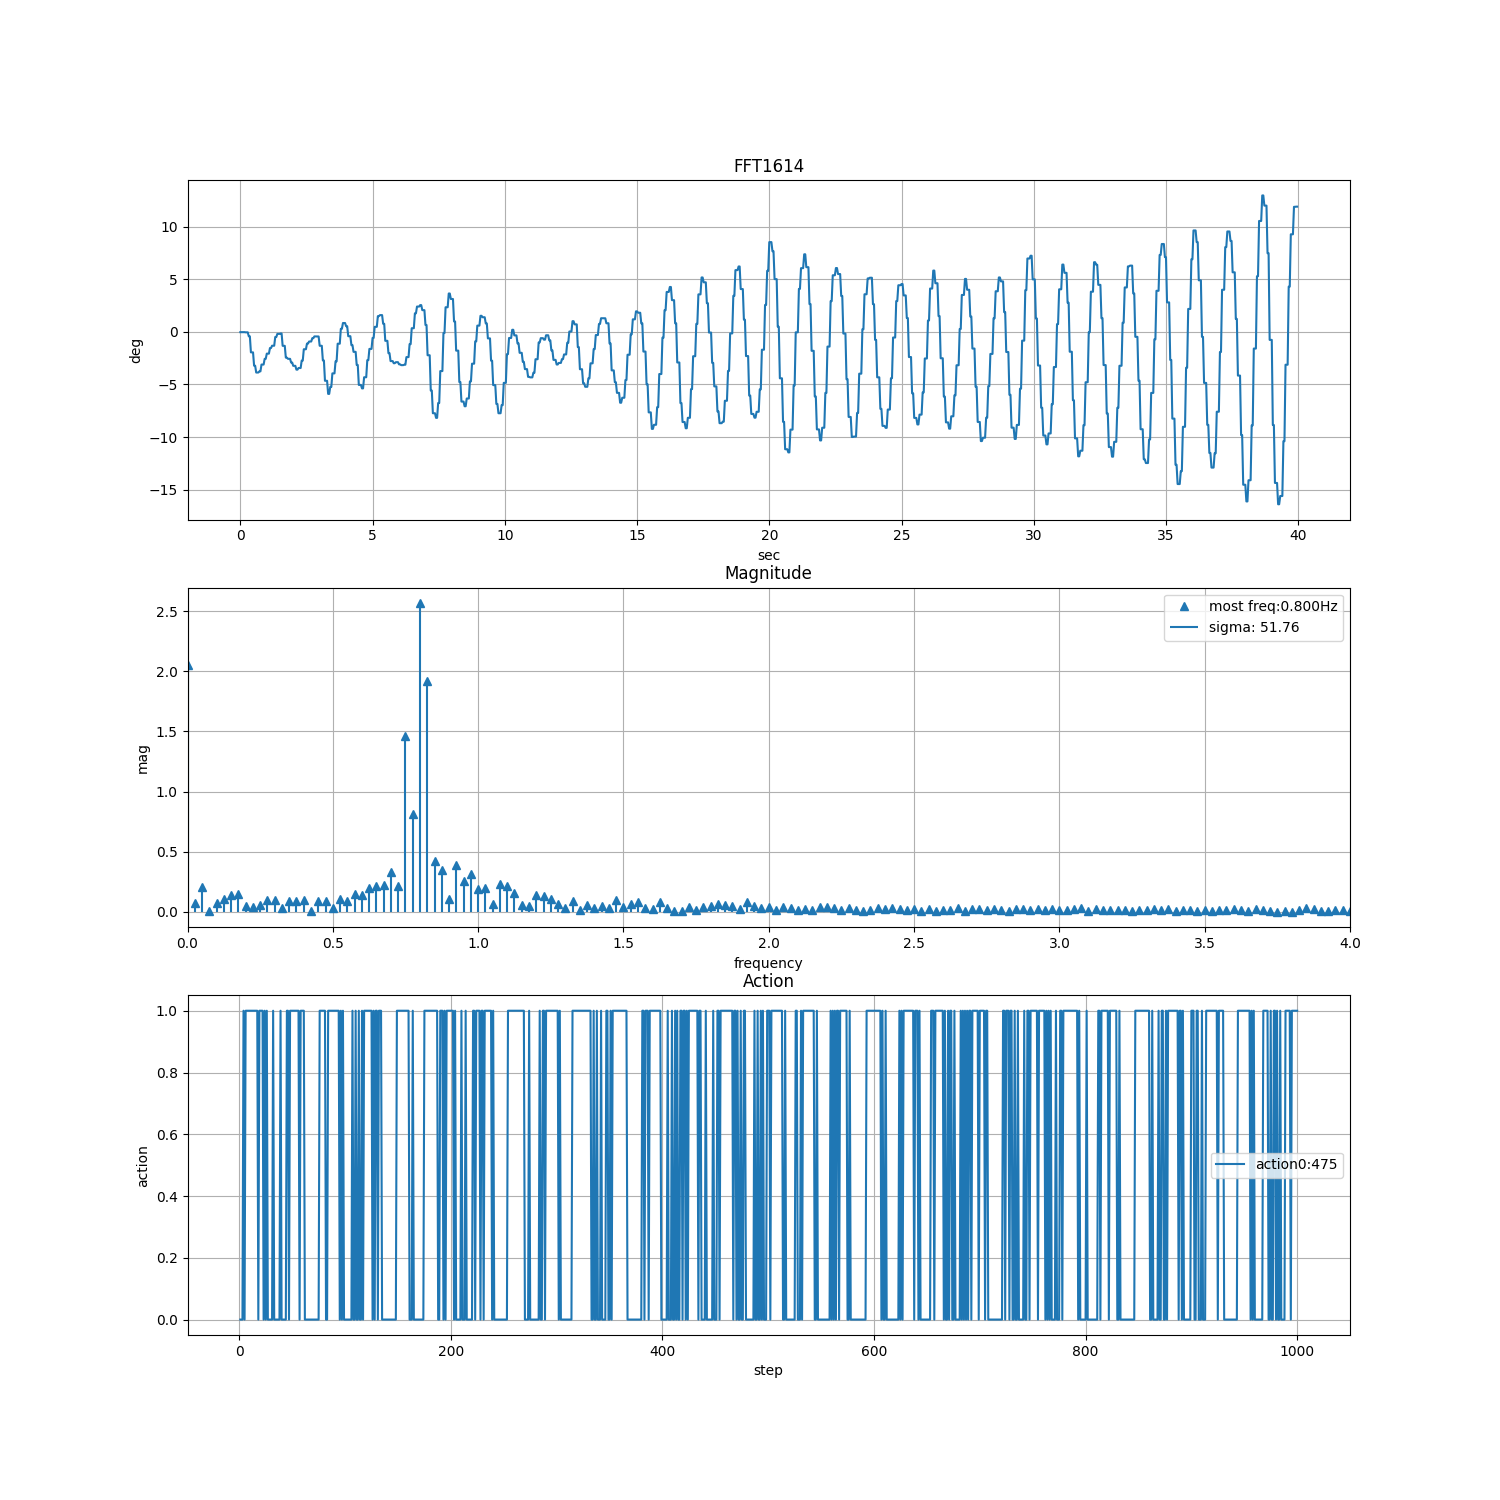 FFT1614
10
5
0
−5
−10
−15
deg
0 5 10 15 20 25 30 35 40
sec
Magnitude
2.5
2.0
1.5
1.0
0.5
0.0
mag
most freq:0.800Hz
sigma: 51.76
0.0 0.5 1.0 1.5 2.0 2.5 3.0 3.5 4.0
frequency
Action
1.0
0.8
0.6
0.4
0.2
0.0
action
action0:475
0 200 400 600 800 1000
step